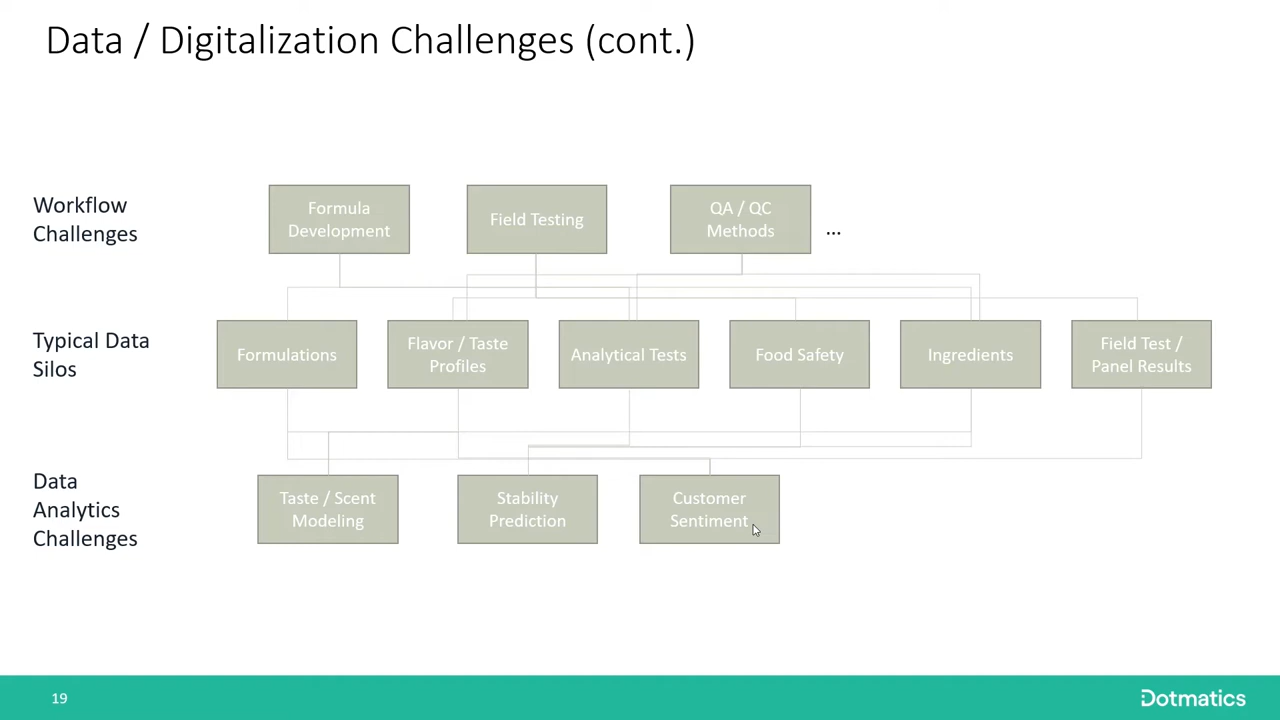 Data / Digitalization Challenges (cont.)
Workflow
Challenges
Formula
Development
Field Testing
QA / QC
Methods
...
Typical Data
Silos
Formulations
Flavor / Taste
Profiles
Analytical Tests
Food Safety
Ingredients
Field Test /
Panel Results
Data
Analytics
Challenges
Taste / Scent
Modeling
Stability
Prediction
Customer
Sentiment
19
Dotmatics